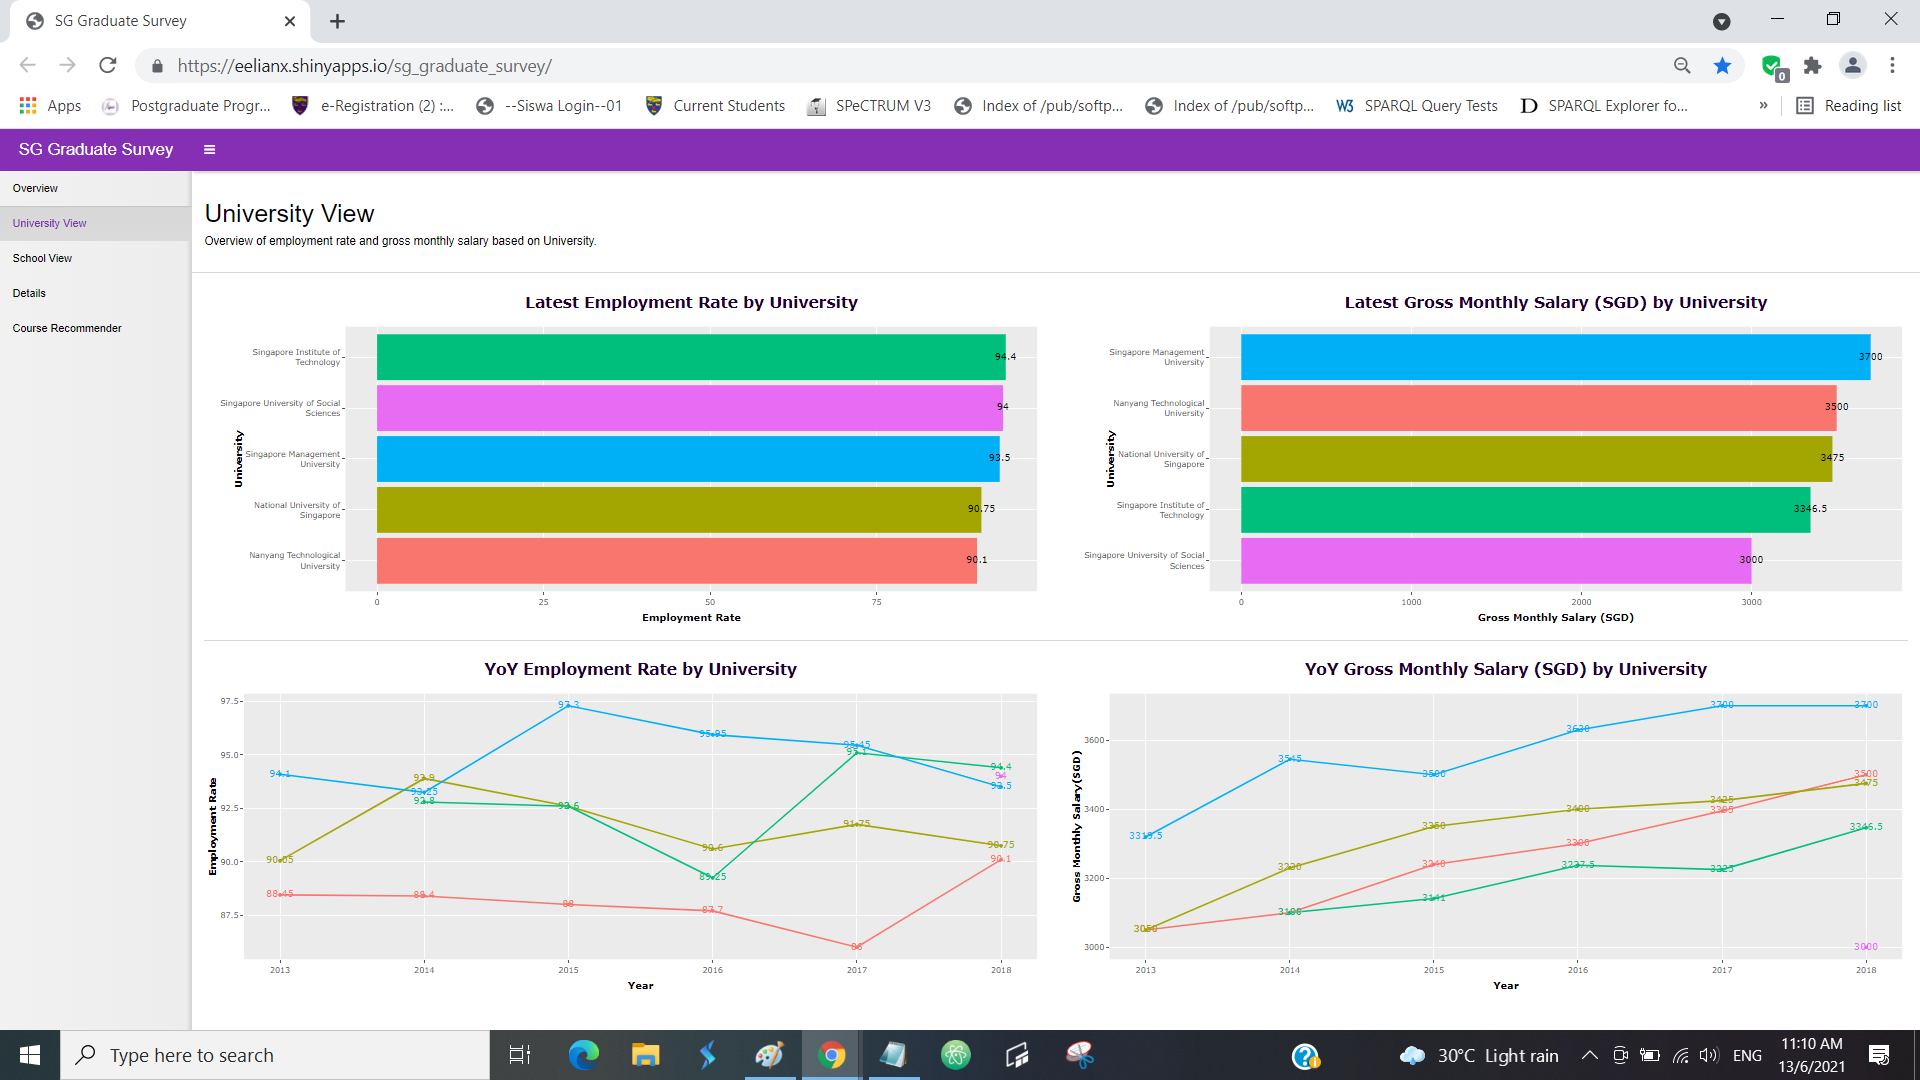 SG Graduate Survey
https://eelianx.shinyapps.io/sg_graduate_survey/
0
Apps
Postgraduate Progr...
e-Registration (2) :...
--Siswa Login--01
Current Students
SPeCTRUM V3
Index of /pub/softp...
Index of /pub/softp...
W3 SPARQL Query Tests
D SPARQL Explorer fo...
»
Reading list
SG Graduate Survey
Overview
University View
School View
Details
Course Recommender
University View
Overview of employment rate and gross monthly salary based on University.
Latest Employment Rate by University
University
Singapore Institute of
Technology
94.4
Singapore University of Social
Sciences
94
Singapore Management
University
93.5
National University of
Singapore
90.75
Nanyang Technological
University
90.1
0 25 50 75
Employment Rate
Latest Gross Monthly Salary (SGD) by University
University
Singapore Management
University
3700
Nanyang Technological
University
3500
National University of
Singapore
3475
Singapore Institute of
Technology
3346.5
Singapore University of Social
Sciences
3000
0 1000 2000 3000
Gross Monthly Salary (SGD)
YoY Employment Rate by University
Employment Rate
97.5
95.0
92.5
90.0
87.5
94.1
93.25
97.3
95.95
95.45
93.5
90.05
93.9
92.6
90.6
91.75
90.75
92.8
89.25
95.1
94.4
94
88.45
88.4
88
87.7
86
90.1
2013 2014 2015 2016 2017 2018
Year
YoY Gross Monthly Salary (SGD) by University
Gross Monthly Salary(SGD)
3600
3400
3200
3000
3319.5
3545
3500
3630
3700
3700
3050
3230
3350
3400
3425
3475
3240
3300
3395
3500
3141
3237.5
3225
3346.5
3000
2013 2014 2015 2016 2017 2018
Year
Type here to search
30°C Light rain
ENG
11:10 AM
13/6/2021